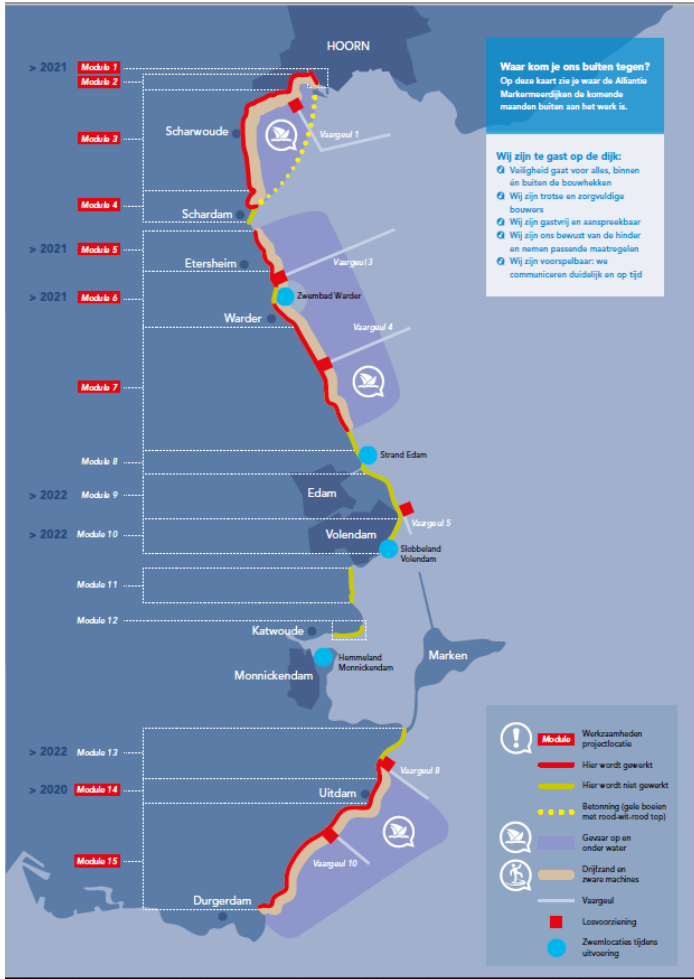 HOORN
> 2021 Module 1
Module 2
Module 3
Scharwoude
Vaargeul 1
Module 4
Schardam
> 2021 Module 5
Etersheim
Vaargeul 3
> 2021 Module 6
Zwembad Warder
Warder
Vaargeul 4
Module 7
Module 8
Strand Edam
> 2022 Module 9
Edam
> 2022 Module 10
Volendam
Vaargeul 5
Slobbeland
Volendam
Module 11
Module 12
Katwoude
Hemmeland
Monnickendam
Monnickendam
Marken
> 2022 Module 13
Vaargeul 8
> 2020 Module 14
Uitdam
Module 15
Vaargeul 10
Durgerdam
Waar kom je ons buiten tegen?
Op deze kaart zie je waar de Alliantie
Markermeerdijken de komende
maanden buiten aan het werk is.
Wij zijn te gast op de dijk:
Veiligheid gaat voor alles, binnen
én buiten de bouwhekken
Wij zijn trotse en zorgvuldige
bouwers
Wij zijn gastvrij en aanspreekbaar
Wij zijn ons bewust van de hinder
en nemen passende maatregelen
Wij zijn voorspelbaar: we
communiceren duidelijk en op tijd
Module
Werkzaamheden
projectlocatie
Hier wordt gewerkt
Hier wordt niet gewerkt
Betonning (gele boeien
met rood-wit-rood top)
Gevaar op en
onder water
Drijfzand en
zware machines
Vaargeul
Losvoorziening
Zwemlocaties tijdens
uitvoering